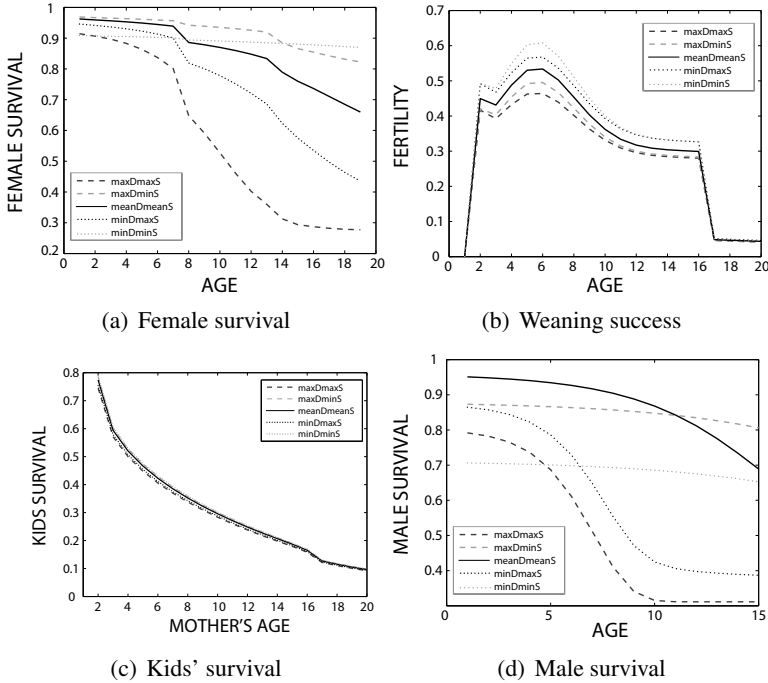 1
0.9
0.8
0.7
0.6
0.5
0.4
0.3
0.2
FEMALE SURVIVAL
maxDmaxS
maxDminS
meanDmeanS
minDmaxS
minDminS
0 2 4 6 8 10 12 14 16 18 20
AGE
(a) Female survival
0.7
0.6
0.5
0.4
0.3
0.2
0.1
0
FERTILITY
maxDmaxS
maxDminS
meanDmeanS
minDmaxS
minDminS
0 2 4 6 8 10 12 14 16 18 20
AGE
(b) Weaning success
0.8
0.7
0.6
0.5
0.4
0.3
0.2
0.1
0
KIDS SURVIVAL
maxDmaxS
maxDminS
meanDmeanS
minDmaxS
minDminS
2 4 6 8 10 12 14 16 18 20
MOTHER'S AGE
(c) Kids' survival
1
0.9
0.8
0.7
0.6
0.5
0.4
MALE SURVIVAL
maxDmaxS
maxDminS
meanDmeanS
minDmaxS
minDminS
0 5 10 15
AGE
(d) Male survival